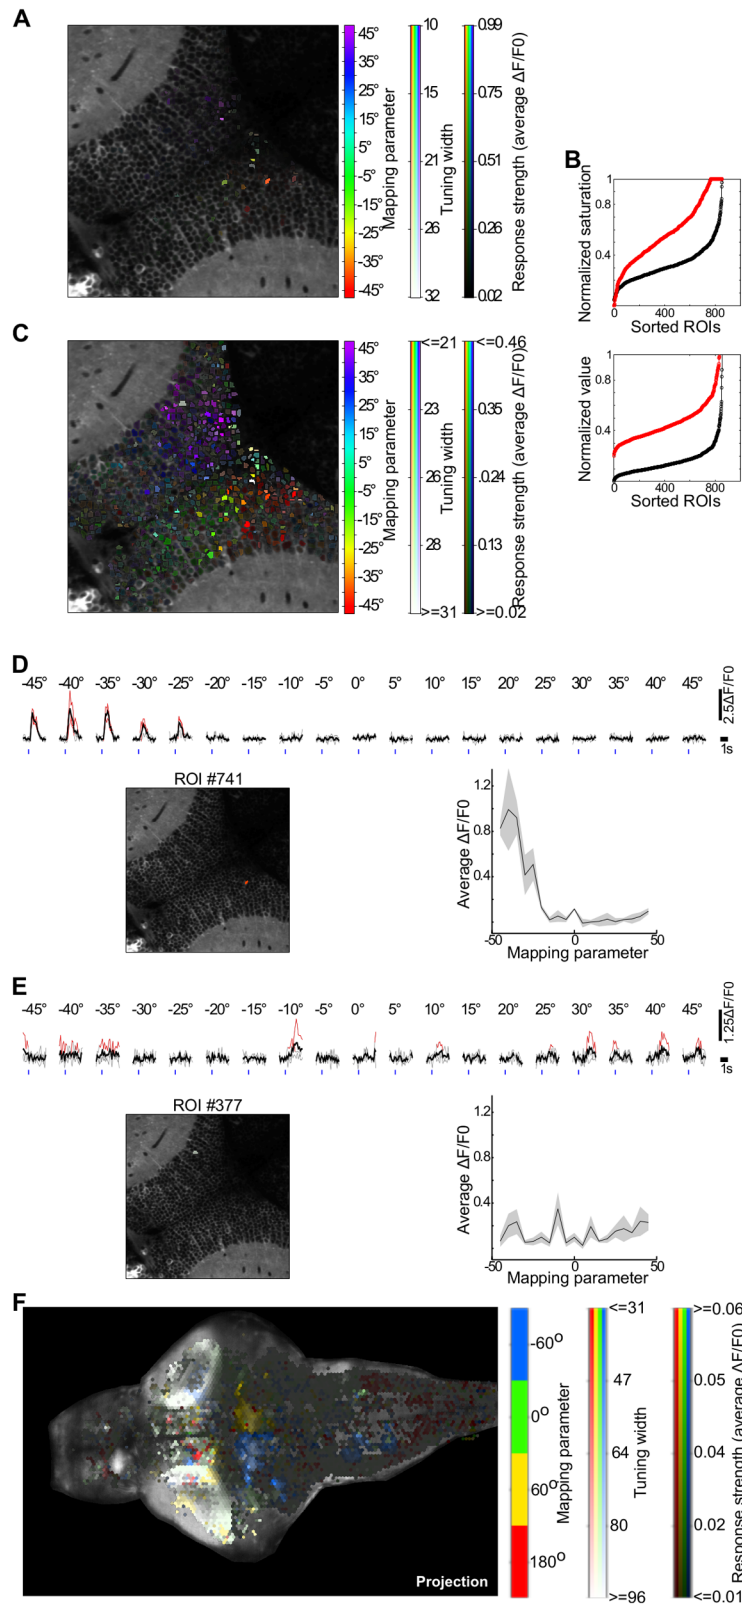 A
45°
35°
25°
15°
5°
-5°
-15°
-25°
-35°
-45°
Mapping parameter
10
15
21
26
32
Tuning width
0.99
0.75
0.51
0.26
0.02
Response strength (average ΔF/F0)
B
Normalized saturation
1
0.8
0.4
0
400
800
Sorted ROIs
Normalized value
1
0.8
0.4
0
400
800
Sorted ROIs
C
45°
35°
25°
15°
5°
-5°
-15°
-25°
-35°
-45°
Mapping parameter
<=21
23
26
28
>=31
Tuning width
<=0.46
0.35
0.24
0.13
>=0.02
Response strength (average ΔF/F0)
D
-45° -40° -35° -30° -25° -20° -15° -10° -5° 0° 5° 10° 15° 20° 25° 30° 35° 40° 45°
2.5ΔF/F0
1s
ROI #741
Average ΔF/F0
1.2
0.8
0.4
-50 0 50
Mapping parameter
E
-45° -40° -35° -30° -25° -20° -15° -10° -5° 0° 5° 10° 15° 20° 25° 30° 35° 40° 45°
1.25ΔF/F0
1s
ROI #377
Average ΔF/F0
1.2
0.8
0.4
-50 0 50
Mapping parameter
F
Projection
-60°
0°
60°
180°
Mapping parameter
<=31
47
64
80
>=96
Tuning width
>=0.06
0.05
0.04
0.02
<=0.01
Response strength (average ΔF/F0)